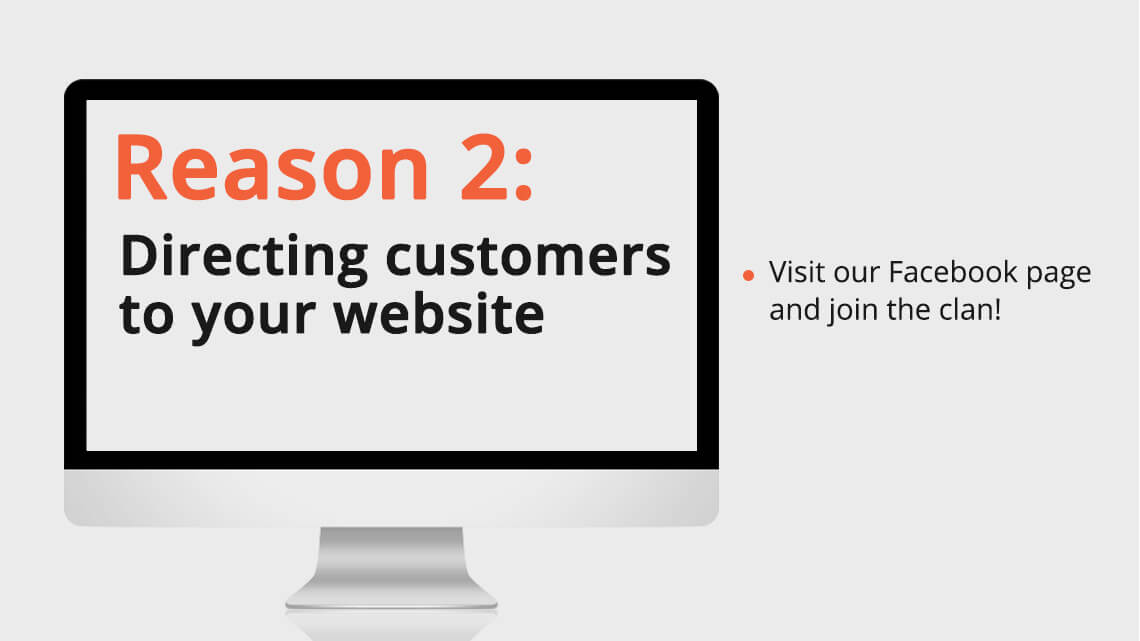 Reason 2:
Directing customers
to your website
Visit our Facebook page
and join the clan!